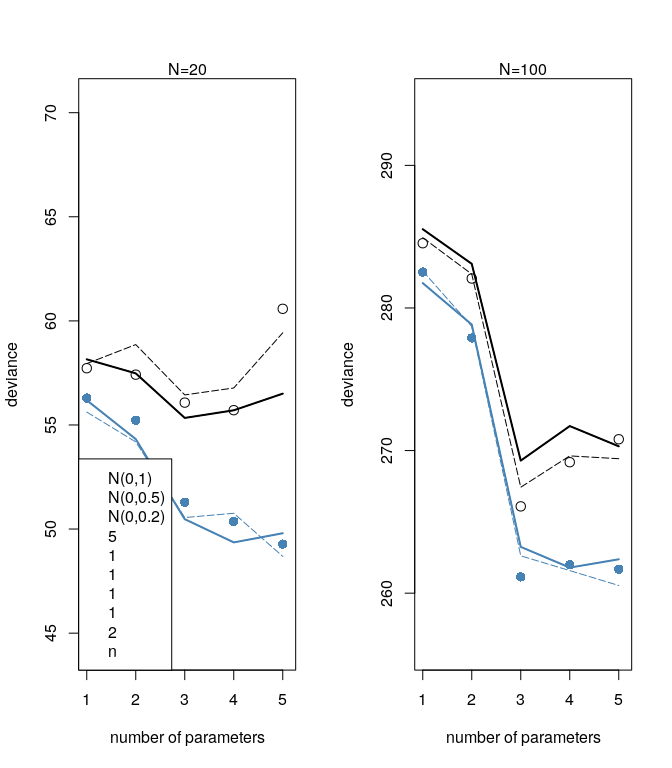 N=20
70
65
60
55
50
45
deviance
N(0,1)
N(0,0.5)
N(0,0.2)
5
1
1
1
1
2
n
1 2 3 4 5
number of parameters
N=100
290
280
270
260
deviance
1 2 3 4 5
number of parameters